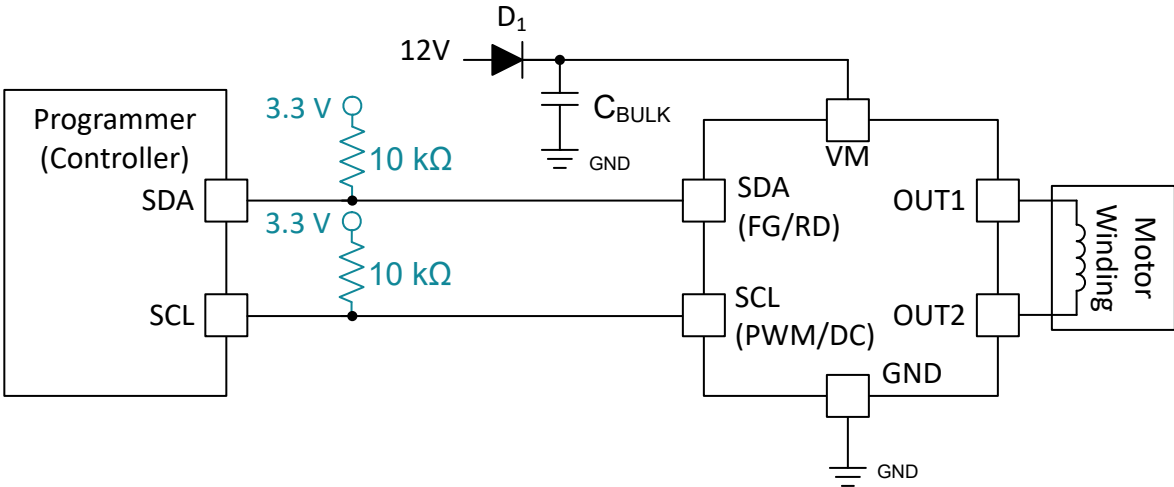 D₁
12V
C_BULK
GND
Programmer
(Controller)
SDA
SCL
3.3 V
10 kΩ
3.3 V
10 kΩ
VM
SDA
(FG/RD)
SCL
(PWM/DC)
OUT1
OUT2
GND
GND
Motor
Winding